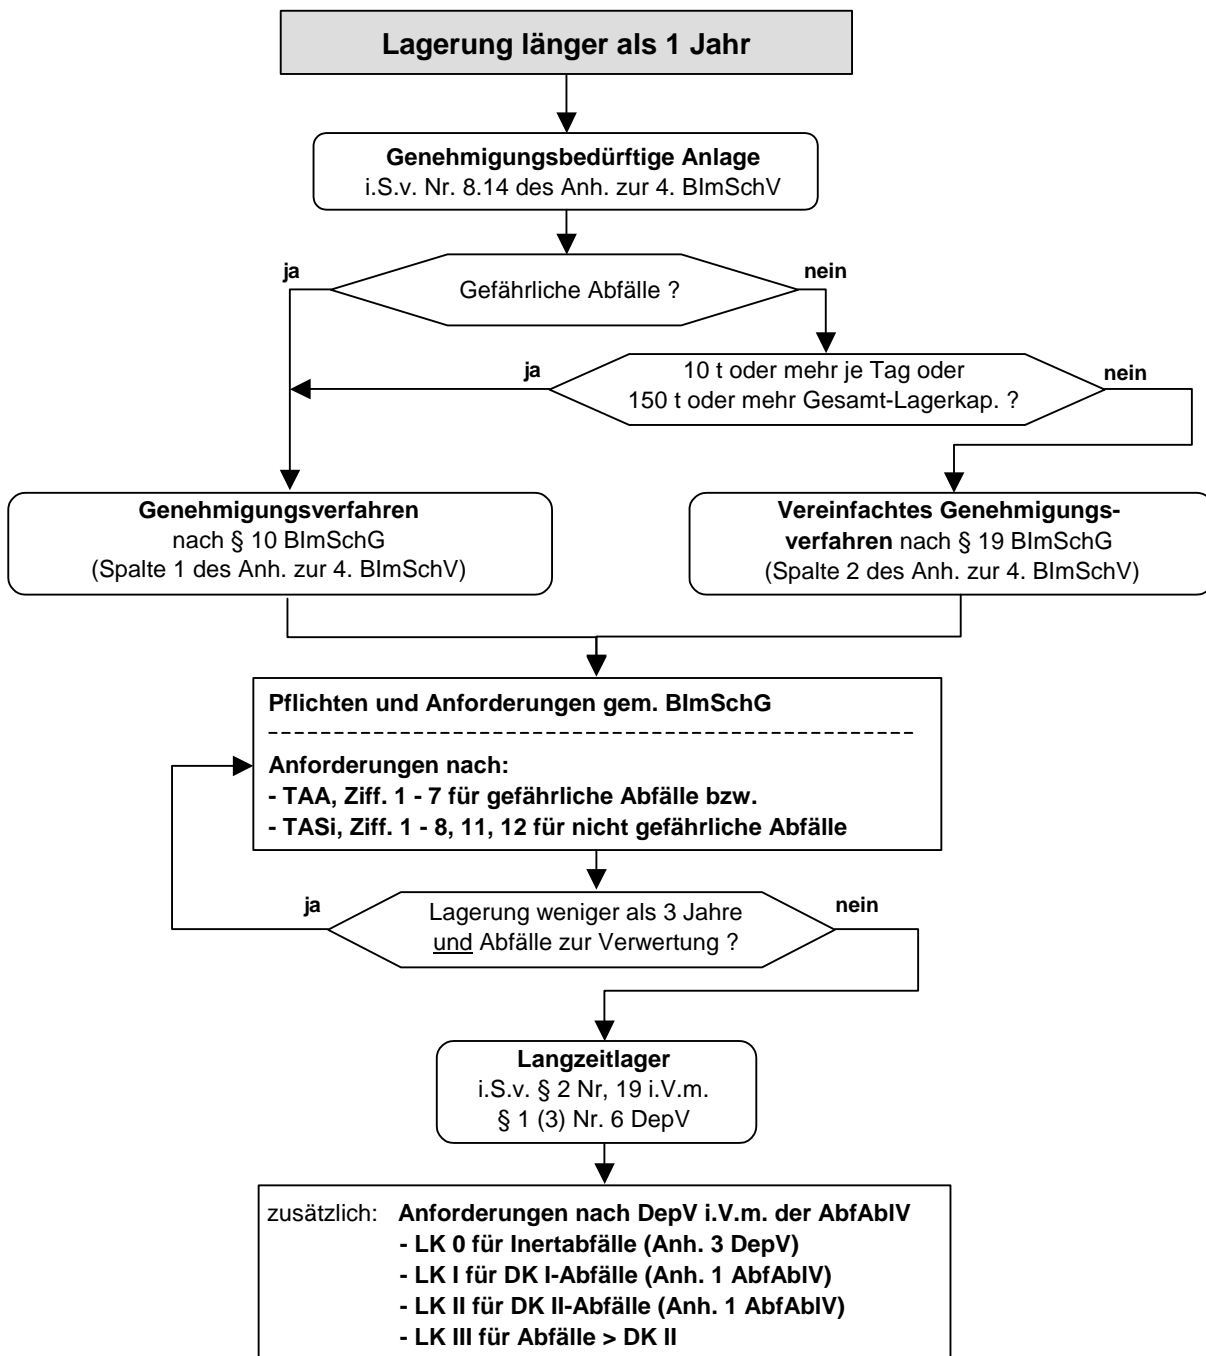 Lagerung länger als 1 Jahr
Genehmigungsbedürftige Anlage
i.S.v. Nr. 8.14 des Anh. zur 4. BImSchV
ja
nein
Gefährliche Abfälle ?
ja
10 t oder mehr je Tag oder
150 t oder mehr Gesamt-Lagerkap. ?
nein
Genehmigungsverfahren
nach § 10 BImSchG
(Spalte 1 des Anh. zur 4. BImSchV)
Vereinfachtes Genehmigungs-
verfahren nach § 19 BImSchG
(Spalte 2 des Anh. zur 4. BImSchV)
Pflichten und Anforderungen gem. BImSchG
Anforderungen nach:
- TAA, Ziff. 1 - 7 für gefährliche Abfälle bzw.
- TASi, Ziff. 1 - 8, 11, 12 für nicht gefährliche Abfälle
ja
Lagerung weniger als 3 Jahre
und Abfälle zur Verwertung ?
nein
Langzeitlager
i.S.v. § 2 Nr, 19 i.V.m.
§ 1 (3) Nr. 6 DepV
zusätzlich: Anforderungen nach DepV i.V.m. der AbfAblV
- LK 0 für Inertabfälle (Anh. 3 DepV)
- LK I für DK I-Abfälle (Anh. 1 AbfAblV)
- LK II für DK II-Abfälle (Anh. 1 AbfAblV)
- LK III für Abfälle > DK II